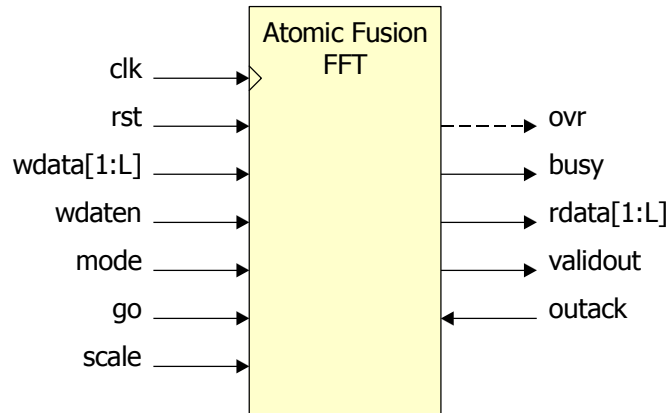 Atomic Fusion
FFT
clk
rst
wdata[1:L]
wdaten
mode
go
scale
ovr
busy
rdata[1:L]
validout
outack